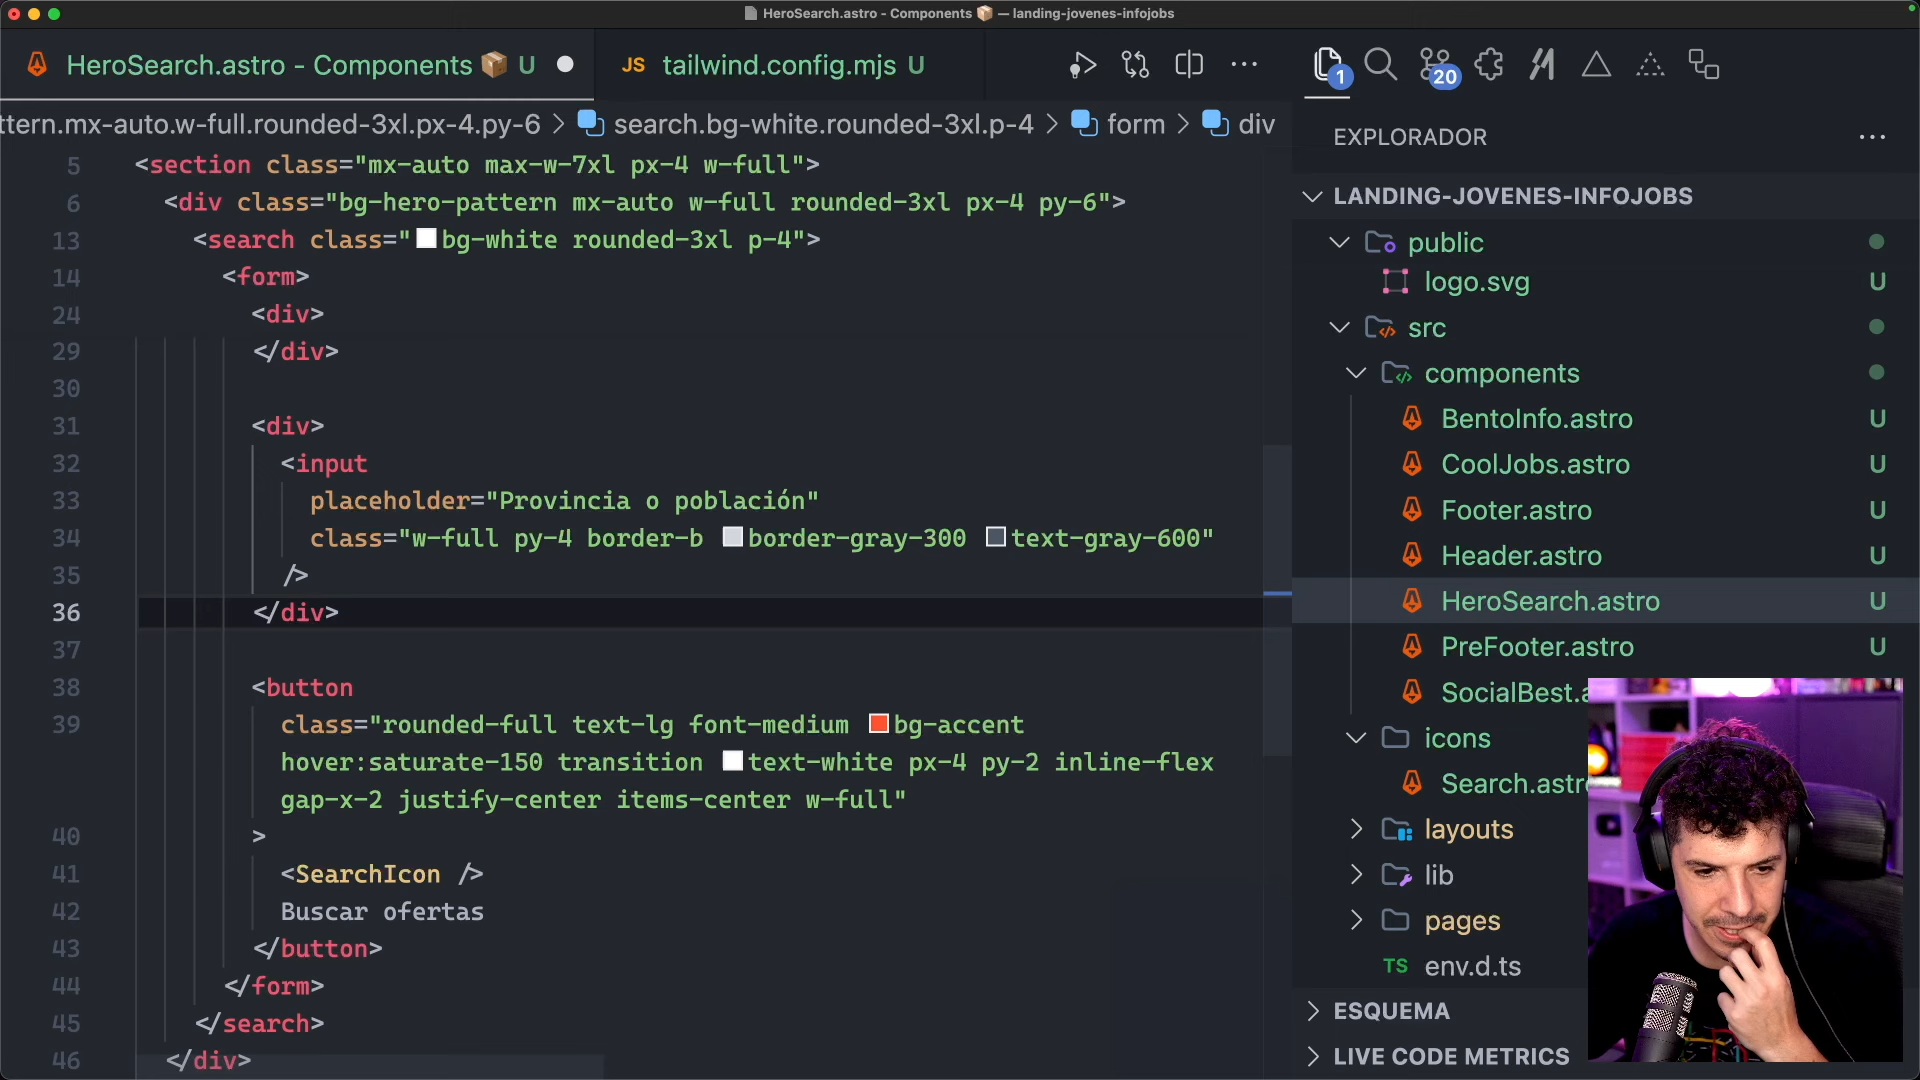 HeroSearch.astro - Components 📦 — landing-jovenes-infojobs
HeroSearch.astro - Components 📦 U
JS tailwind.config.mjs U
1
20
ttern.mx-auto.w-full.rounded-3xl.px-4.py-6 > search.bg-white.rounded-3xl.p-4 > form > div
5 <section class="mx-auto max-w-7xl px-4 w-full">
6 <div class="bg-hero-pattern mx-auto w-full rounded-3xl px-4 py-6">
13 <search class="bg-white rounded-3xl p-4">
14 <form>
24 <div>
29 </div>
30
31 <div>
32 <input
33 placeholder="Provincia o población"
34 class="w-full py-4 border-b border-gray-300 text-gray-600"
35 />
36 </div>
37
38 <button
39 class="rounded-full text-lg font-medium bg-accent
hover:saturate-150 transition text-white px-4 py-2 inline-flex
gap-x-2 justify-center items-center w-full"
40 >
41 <SearchIcon />
42 Buscar ofertas
43 </button>
44 </form>
45 </search>
46 </div>
EXPLORADOR
LANDING-JOVENES-INFOJOBS
public
logo.svg U
src
components
BentoInfo.astro U
CoolJobs.astro U
Footer.astro U
Header.astro U
HeroSearch.astro U
PreFooter.astro U
SocialBest.a
icons
Search.astr
layouts
lib
pages
TS env.d.ts
ESQUEMA
LIVE CODE METRICS